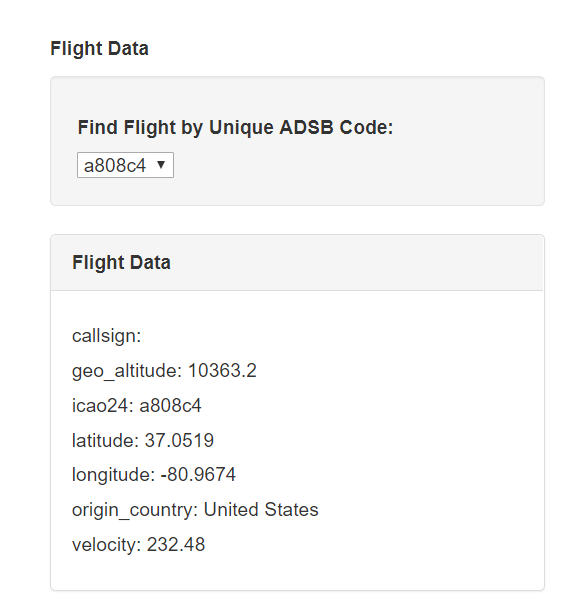 Flight Data
Find Flight by Unique ADSB Code:
a808c4
Flight Data
callsign:
geo_altitude: 10363.2
icao24: a808c4
latitude: 37.0519
longitude: -80.9674
origin_country: United States
velocity: 232.48